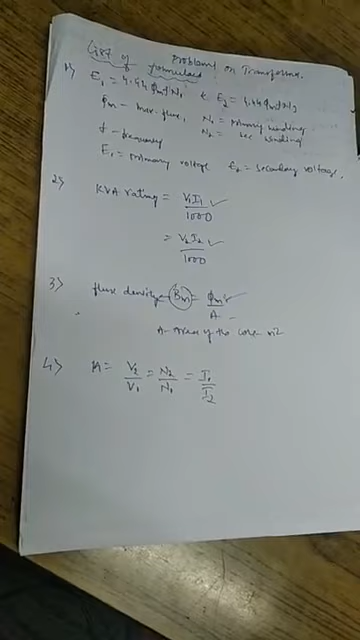 Problems on Transformer.
List of formulaes
1) E₁ = 4.44 ϕm f N₁ & E₂ = 4.44 ϕm f N₂
ϕm – max-flux, N₁ = primary winding
f – frequency N₂ = sec winding
E₁ = primary voltage E₂ = secondary voltage,
2) KVA rating = V₁I₁/1000 ✓
= V₂I₂/1000 ✓
3) flux density Bm = ϕm/A ✓
A – Area of the core m²
4) K = V₂/V₁ = N₂/N₁ = I₁/I₂